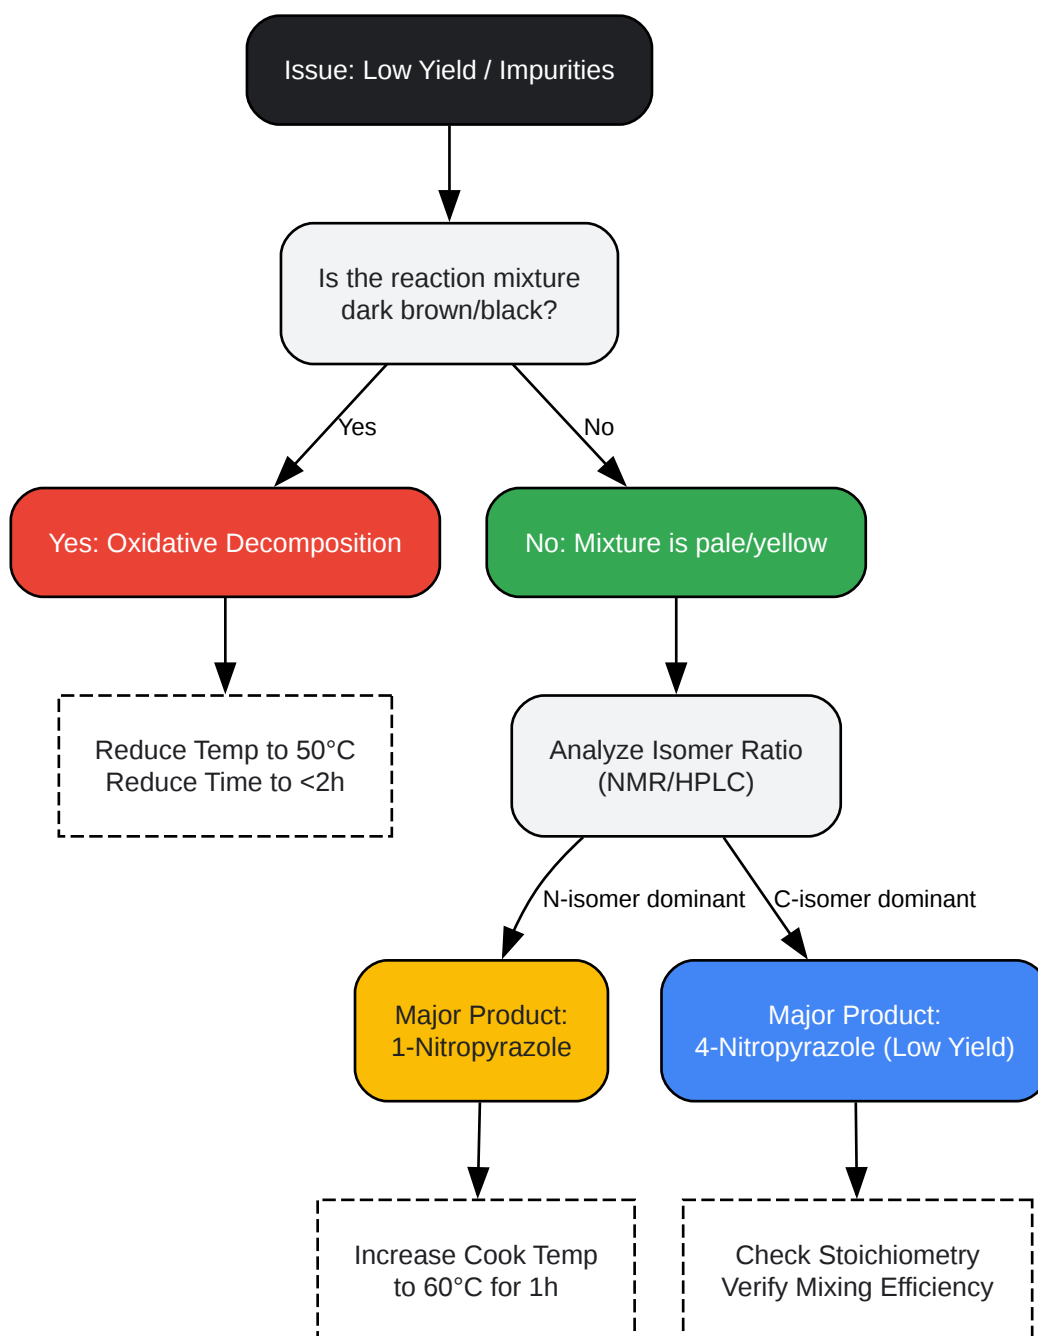 Issue: Low Yield / Impurities
Is the reaction mixture
dark brown/black?
Yes
No
Yes: Oxidative Decomposition
No: Mixture is pale/yellow
Reduce Temp to 50°C
Reduce Time to <2h
Analyze Isomer Ratio
(NMR/HPLC)
N-isomer dominant
C-isomer dominant
Major Product:
1-Nitropyrazole
Major Product:
4-Nitropyrazole (Low Yield)
Increase Cook Temp
to 60°C for 1h
Check Stoichiometry
Verify Mixing Efficiency